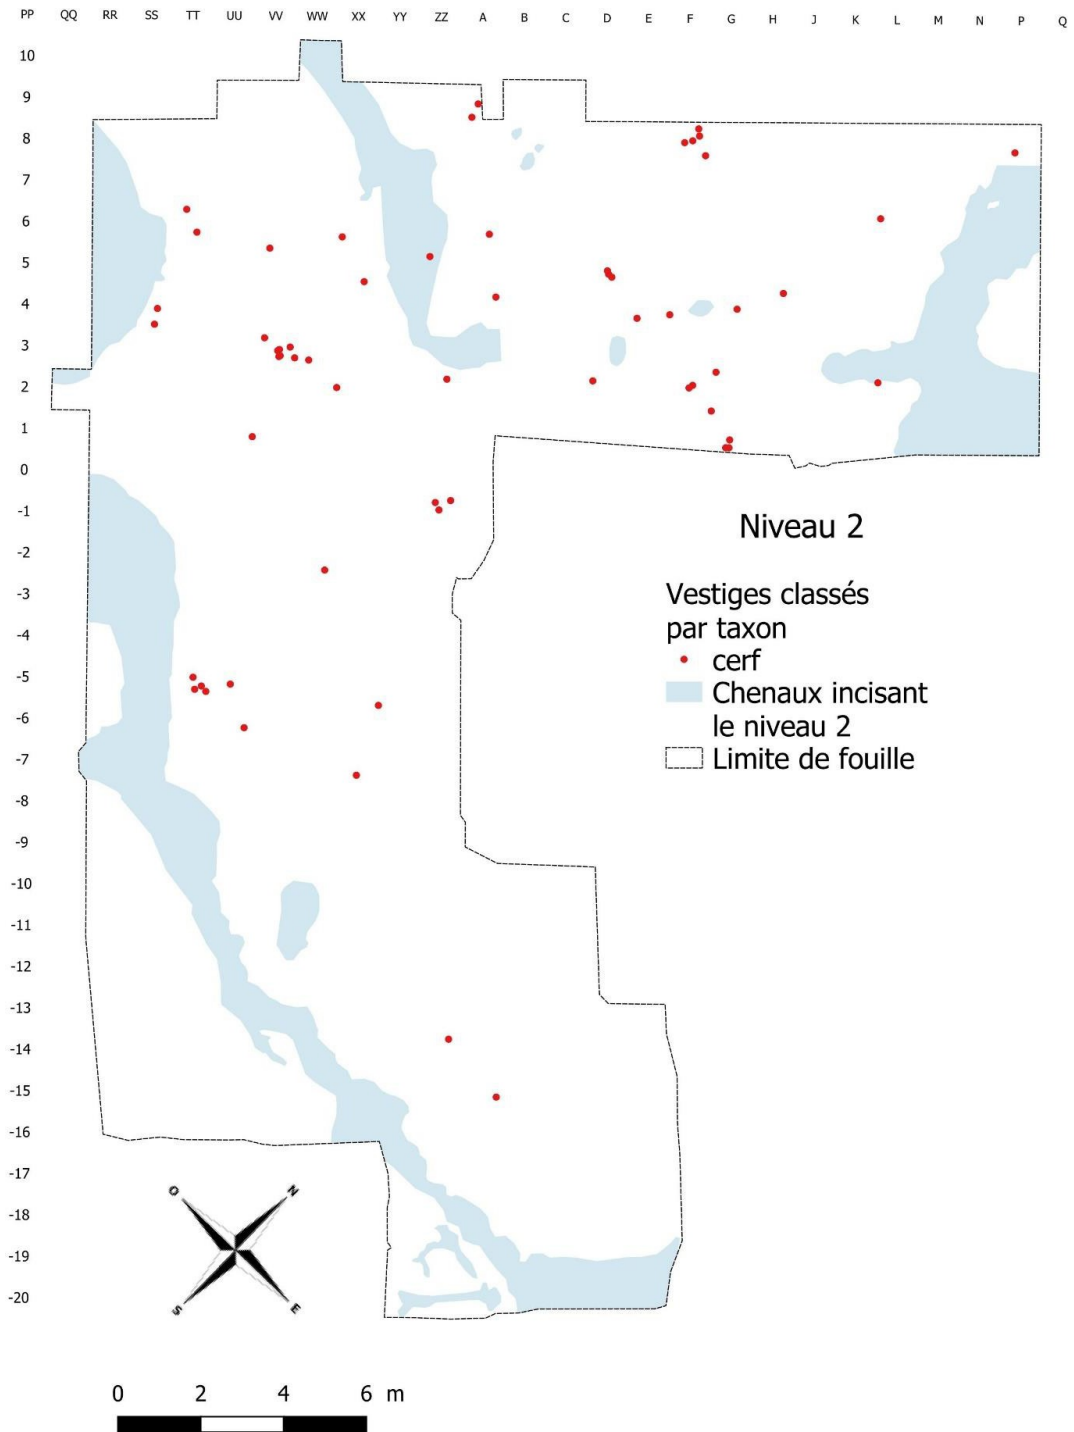 PP QQ RR SS TT UU VV WW XX YY ZZ A B C D E F G H J K L M N P Q
10
9
8
7
6
5
4
3
2
1
0
-1
-2
-3
-4
-5
-6
-7
-8
-9
-10
-11
-12
-13
-14
-15
-16
-17
-18
-19
-20
Niveau 2
Vestiges classés
par taxon
cerf
Chenaux incisant
le niveau 2
Limite de fouille
O N
S E
0 2 4 6 m